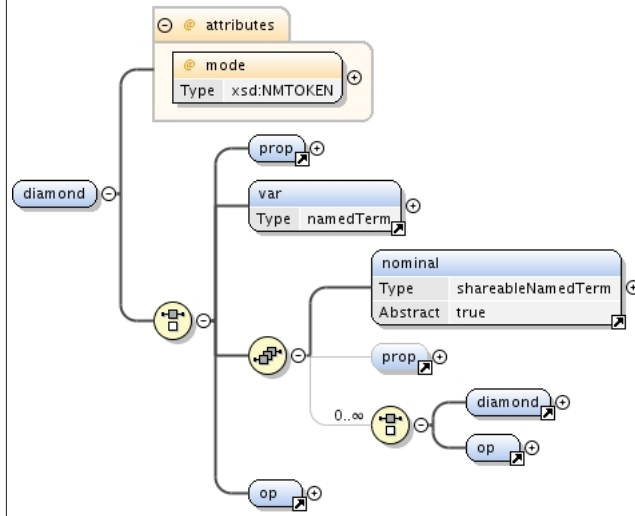 @ attributes
@ mode
Type xsd:NMTOKEN
prop
diamond
var
Type namedTerm
nominal
Type shareableNamedTerm
Abstract true
prop
0..∞
diamond
op
op